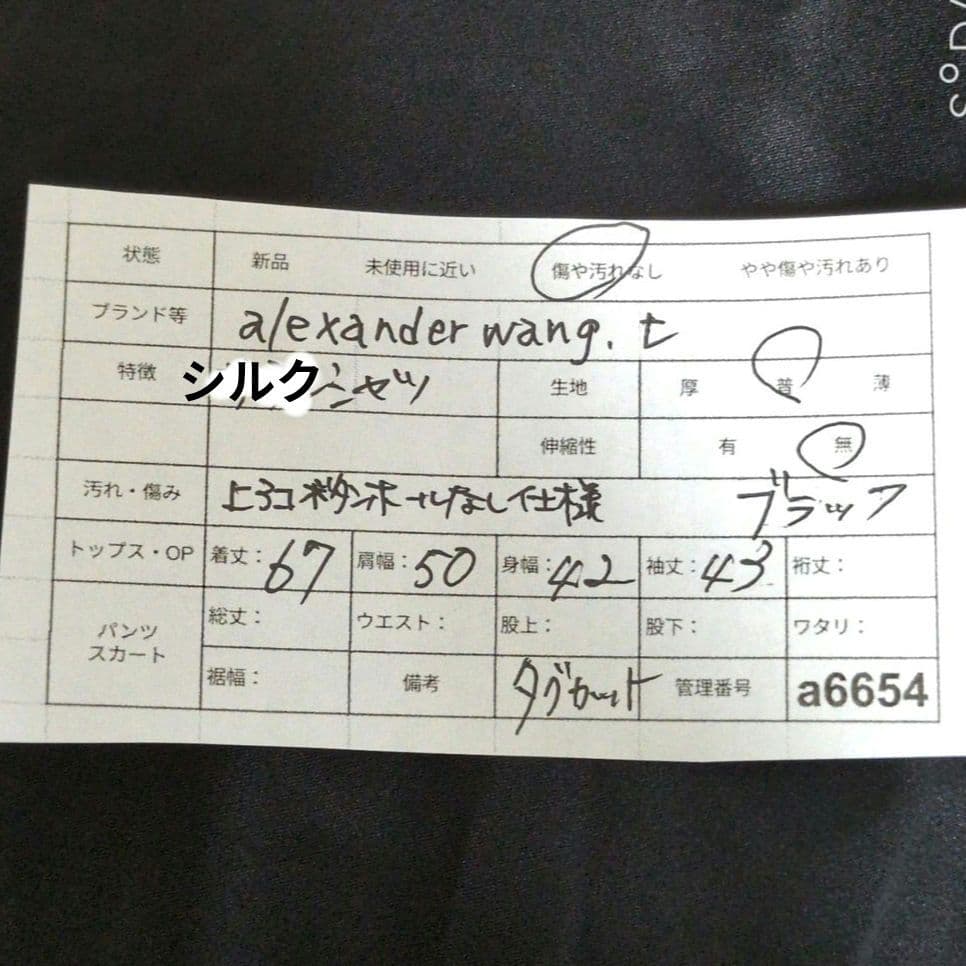 S°DA
状態 新品 未使用に近い 傷や汚れなし やや傷や汚れあり
ブランド等 alexander wang. t
特徴 シルクシャツ 生地 厚 普 薄
伸縮性 有 無
汚れ・傷み 上3コボタンホールなし仕様 ブラック
トップス・OP 着丈：67 肩幅：50 身幅：42 袖丈：43 裄丈：
パンツ スカート 総丈： ウエスト： 股上： 股下： ワタリ：
裾幅： 備考 タグカット 管理番号 a6654